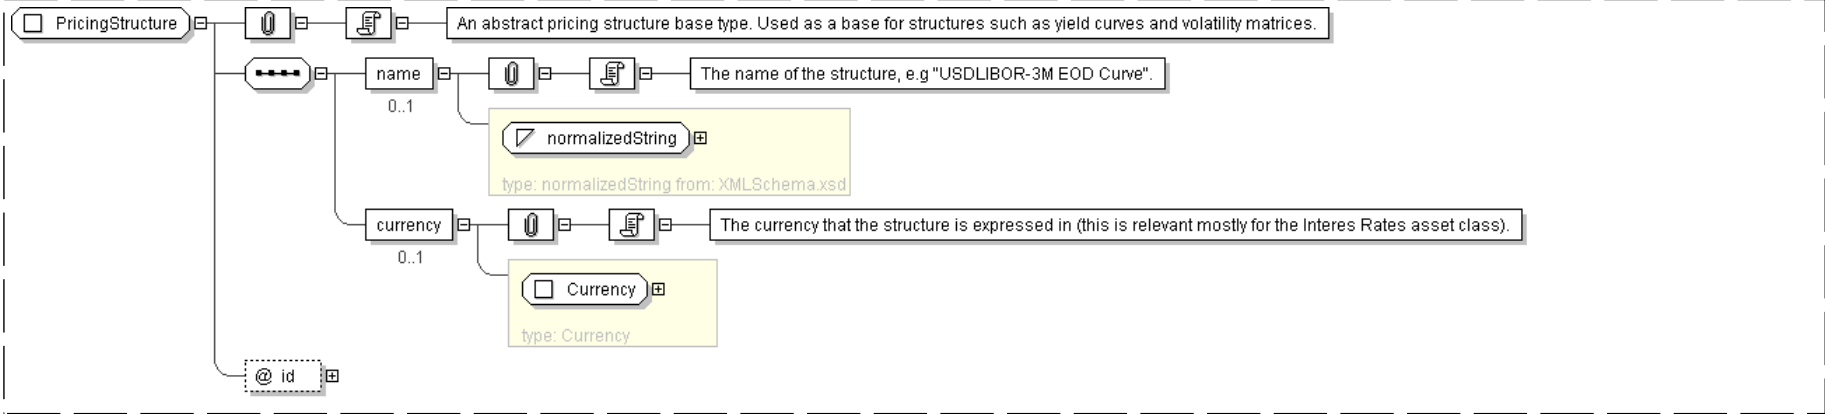 PricingStructure
An abstract pricing structure base type. Used as a base for structures such as yield curves and volatility matrices.
name
The name of the structure, e.g "USDLIBOR-3M EOD Curve".
0..1
normalizedString
type: normalizedString from: XMLSchema.xsd
currency
The currency that the structure is expressed in (this is relevant mostly for the Interes Rates asset class).
0..1
Currency
type: Currency
@ id